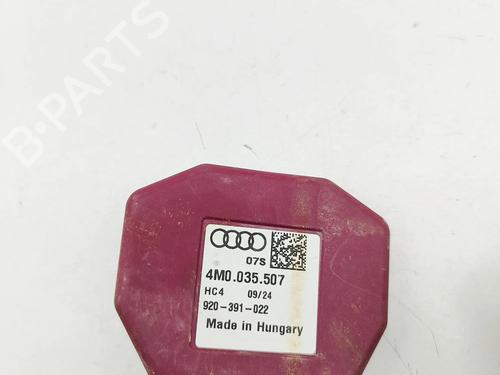 B-PARTS
07S
4M0.035.507
HC4 09/24
920-391-022
Made in Hungary